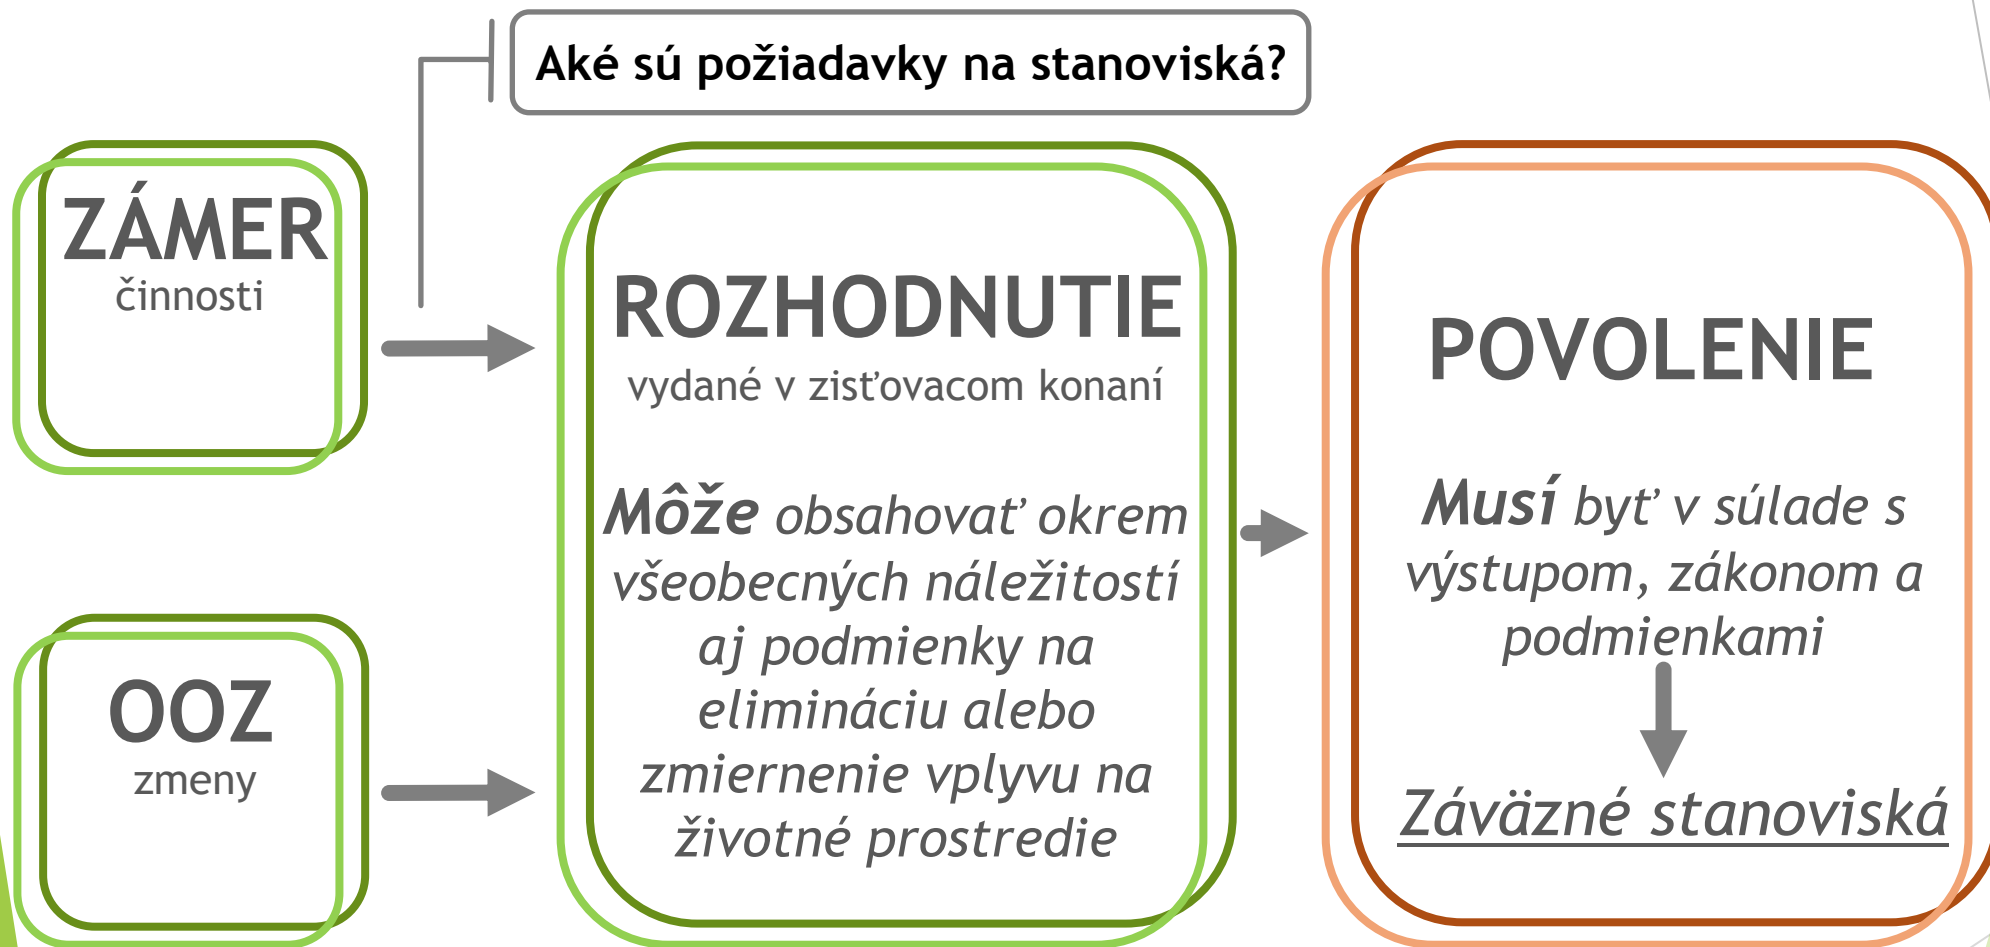 Aké sú požiadavky na stanoviská?
ZÁMER
činnosti
OOZ
zmeny
ROZHODNUTIE
vydané v zisťovacom konaní
Môže obsahovať okrem
všeobecných náležitostí
aj podmienky na
elimináciu alebo
zmiernenie vplyvu na
životné prostredie
POVOLENIE
Musí byť v súlade s
výstupom, zákonom a
podmienkami
Záväzné stanoviská